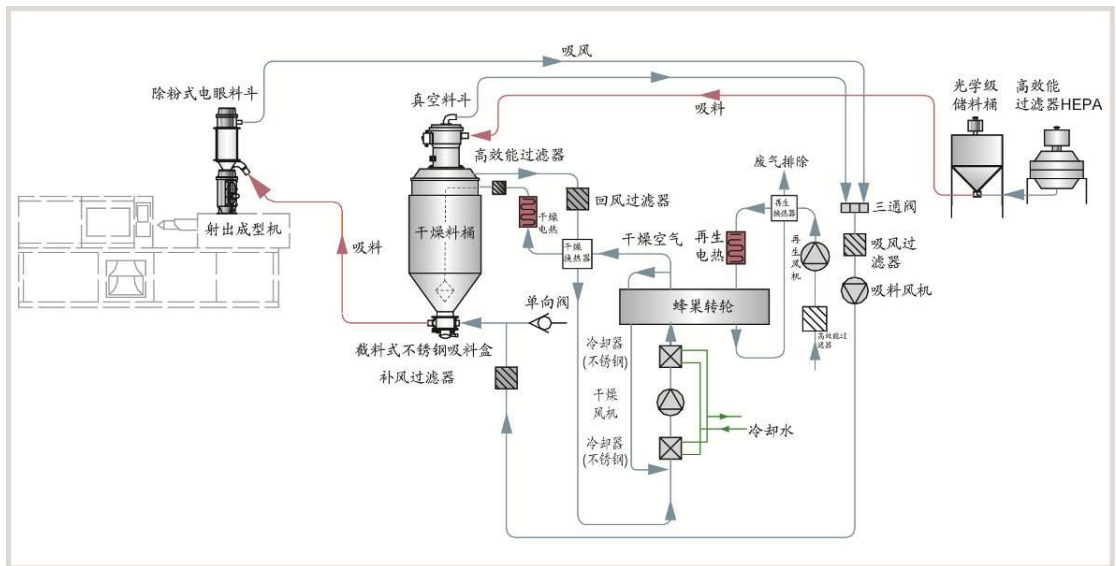 吸风
除粉式电眼料斗
真空料斗
吸料
光学级
储料桶
高效能
过滤器HEPA
高效能过滤器
废气排除
回风过滤器
再生
换热器
三通阀
射出成型机
干燥料桶
干燥
电热
干燥
换热器
干燥空气
再生
电热
再生风机
吸风过
滤器
吸料
单向阀
蜂巢转轮
吸料风机
截料式不锈钢吸料盒
冷却器
(不锈钢)
高效能过
滤器
补风过滤器
干燥
风机
冷却水
冷却器
(不锈钢)